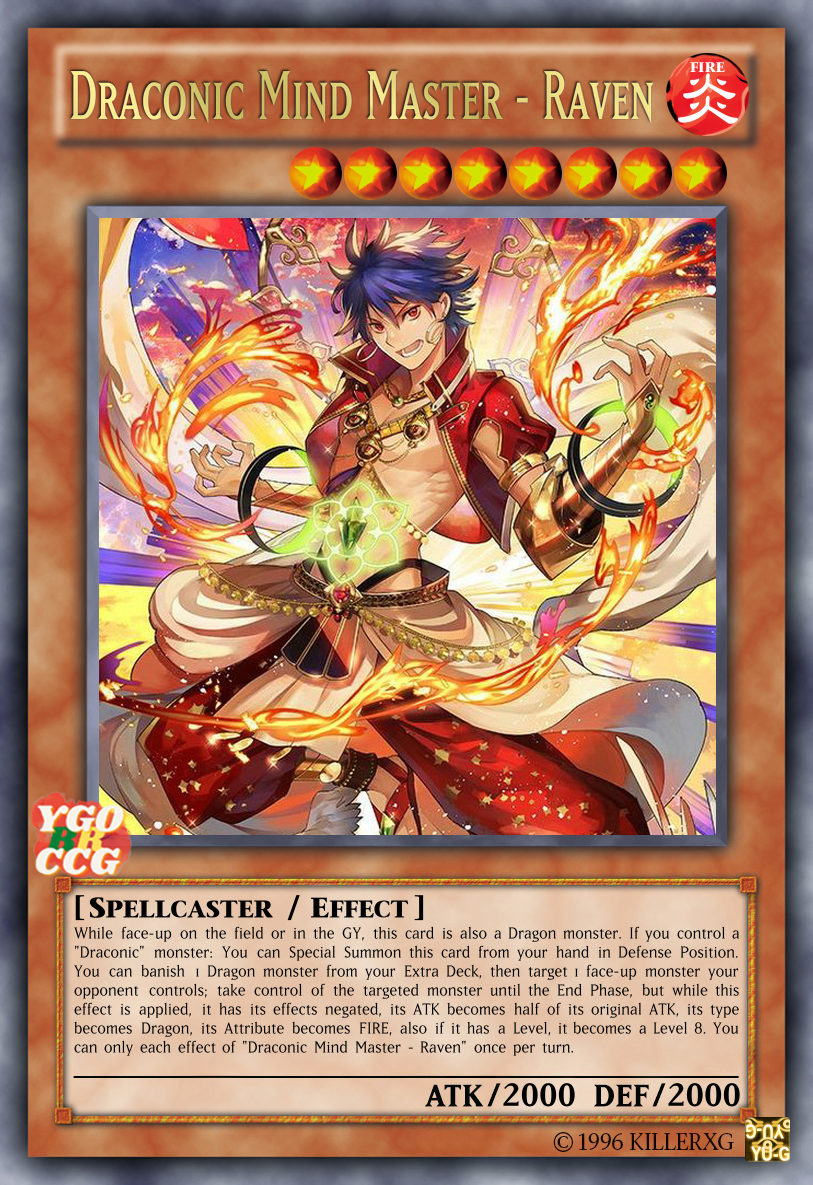 DRACONIC MIND MASTER - RAVEN
FIRE
炎
YGO
CCG
[ SPELLCASTER / EFFECT ]
While face-up on the field or in the GY, this card is also a Dragon monster. If you control a
"Draconic" monster: You can Special Summon this card from your hand in Defense Position.
You can banish 1 Dragon monster from your Extra Deck, then target 1 face-up monster your
opponent controls; take control of the targeted monster until the End Phase, but while this
effect is applied, it has its effects negated, its ATK becomes half of its original ATK, its type
becomes Dragon, its Attribute becomes FIRE, also if it has a Level, it becomes a Level 8. You
can only each effect of "Draconic Mind Master - Raven" once per turn.
ATK/2000 DEF/2000
© 1996 KILLERXG